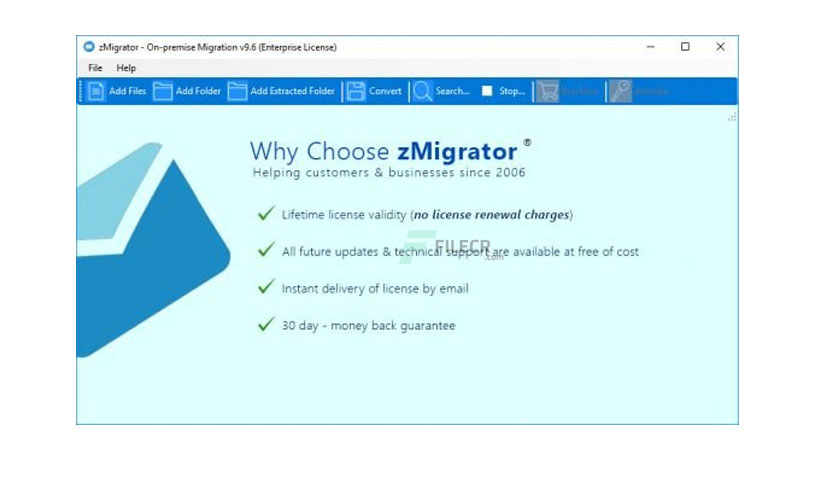 zMigrator - On-premise Migration v9.6 (Enterprise License)
File Help
Add Files Add Folder Add Extracted Folder Convert Search... Stop... Buy Now Activate
Why Choose zMigrator ®
Helping customers & businesses since 2006
Lifetime license validity (no license renewal charges)
All future updates & technical support are available at free of cost
FILECR
.com
Instant delivery of license by email
30 day - money back guarantee